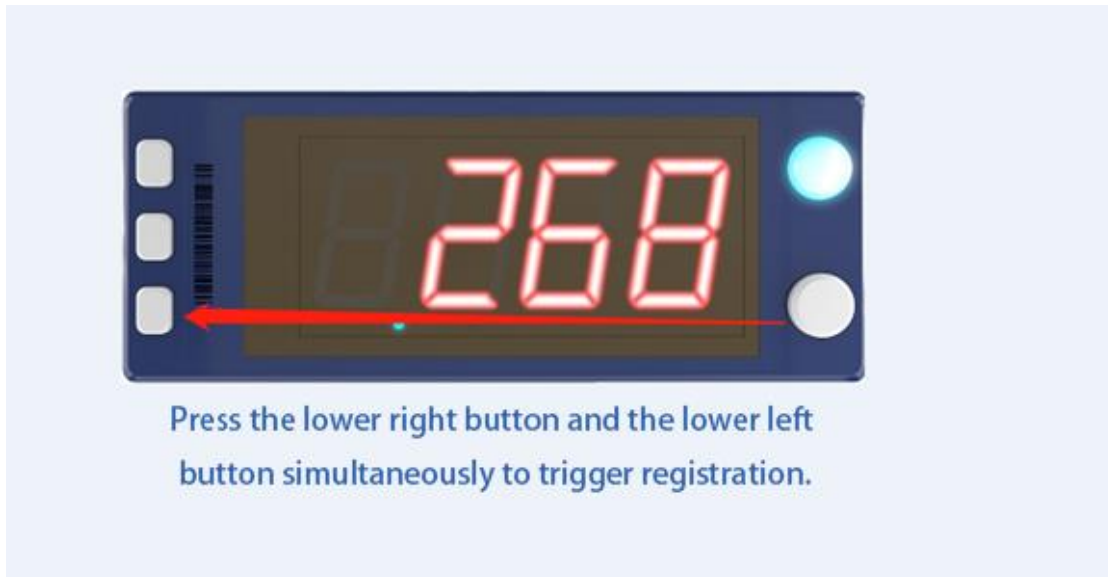 268
Press the lower right button and the lower left
button simultaneously to trigger registration.